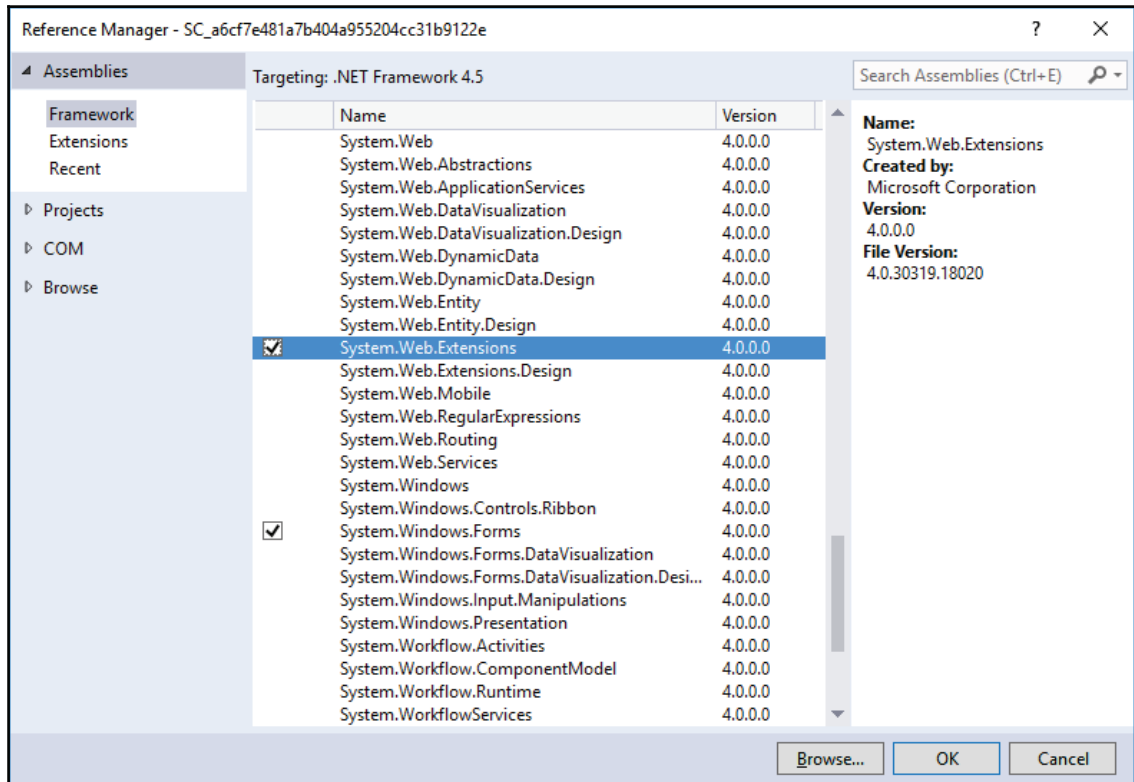 Reference Manager - SC_a6cf7e481a7b404a955204cc31b9122e ? ×
Assemblies
Framework
Extensions
Recent
Projects
COM
Browse
Targeting: .NET Framework 4.5
Name Version
System.Web 4.0.0.0
System.Web.Abstractions 4.0.0.0
System.Web.ApplicationServices 4.0.0.0
System.Web.DataVisualization 4.0.0.0
System.Web.DataVisualization.Design 4.0.0.0
System.Web.DynamicData 4.0.0.0
System.Web.DynamicData.Design 4.0.0.0
System.Web.Entity 4.0.0.0
System.Web.Entity.Design 4.0.0.0
System.Web.Extensions 4.0.0.0
System.Web.Extensions.Design 4.0.0.0
System.Web.Mobile 4.0.0.0
System.Web.RegularExpressions 4.0.0.0
System.Web.Routing 4.0.0.0
System.Web.Services 4.0.0.0
System.Windows 4.0.0.0
System.Windows.Controls.Ribbon 4.0.0.0
System.Windows.Forms 4.0.0.0
System.Windows.Forms.DataVisualization 4.0.0.0
System.Windows.Forms.DataVisualization.Desi... 4.0.0.0
System.Windows.Input.Manipulations 4.0.0.0
System.Windows.Presentation 4.0.0.0
System.Workflow.Activities 4.0.0.0
System.Workflow.ComponentModel 4.0.0.0
System.Workflow.Runtime 4.0.0.0
System.WorkflowServices 4.0.0.0
Search Assemblies (Ctrl+E)
Name:
System.Web.Extensions
Created by:
Microsoft Corporation
Version:
4.0.0.0
File Version:
4.0.30319.18020
Browse... OK Cancel